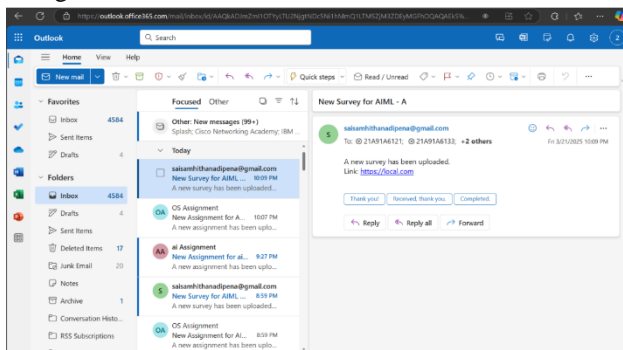 https://outlook.office365.com/mail/inbox/id/
Outlook
Search
Home View Help
New mail
Quick steps
Read / Unread
Favorites
Inbox 4584
Sent Items
Drafts 4
Folders
Inbox 4584
Drafts 4
Sent Items
Deleted Items 17
Junk Email 20
Notes
Archive 1
Conversation Histo...
RSS Subscriptions
Focused Other
Other: New messages (99+)
Splash; Cisco Networking Academy; IBM ...
Today
saisamhithanadipena@gmail.com
New Survey for AIML ... 10:09 PM
A new survey has been uploaded...
OA
OS Assignment
New Assignment for A... 10:07 PM
A new assignment has been uplo...
AA
ai Assignment
New Assignment for ai... 9:27 PM
A new assignment has been uplo...
S
saisamhithanadipena@gmail.com
New Survey for AIML ... 8:59 PM
A new survey has been uploaded...
OA
OS Assignment
New Assignment for AI... 8:59 PM
A new assignment has been uplo...
New Survey for AIML - A
S
saisamhithanadipena@gmail.com
To: 21A91A6121; 21A91A6133; +2 others
Fri 3/21/2025 10:09 PM
A new survey has been uploaded.
Link: https://local.com
Thank you! Received, thank you. Completed.
Reply Reply all Forward